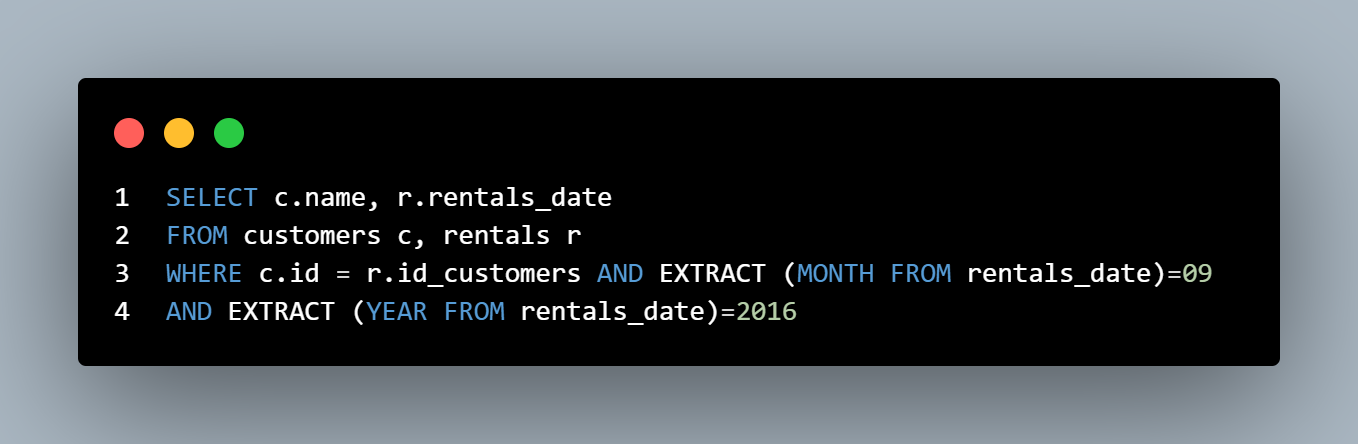 1 SELECT c.name, r.rentals_date
2 FROM customers c, rentals r
3 WHERE c.id = r.id_customers AND EXTRACT (MONTH FROM rentals_date)=09
4 AND EXTRACT (YEAR FROM rentals_date)=2016